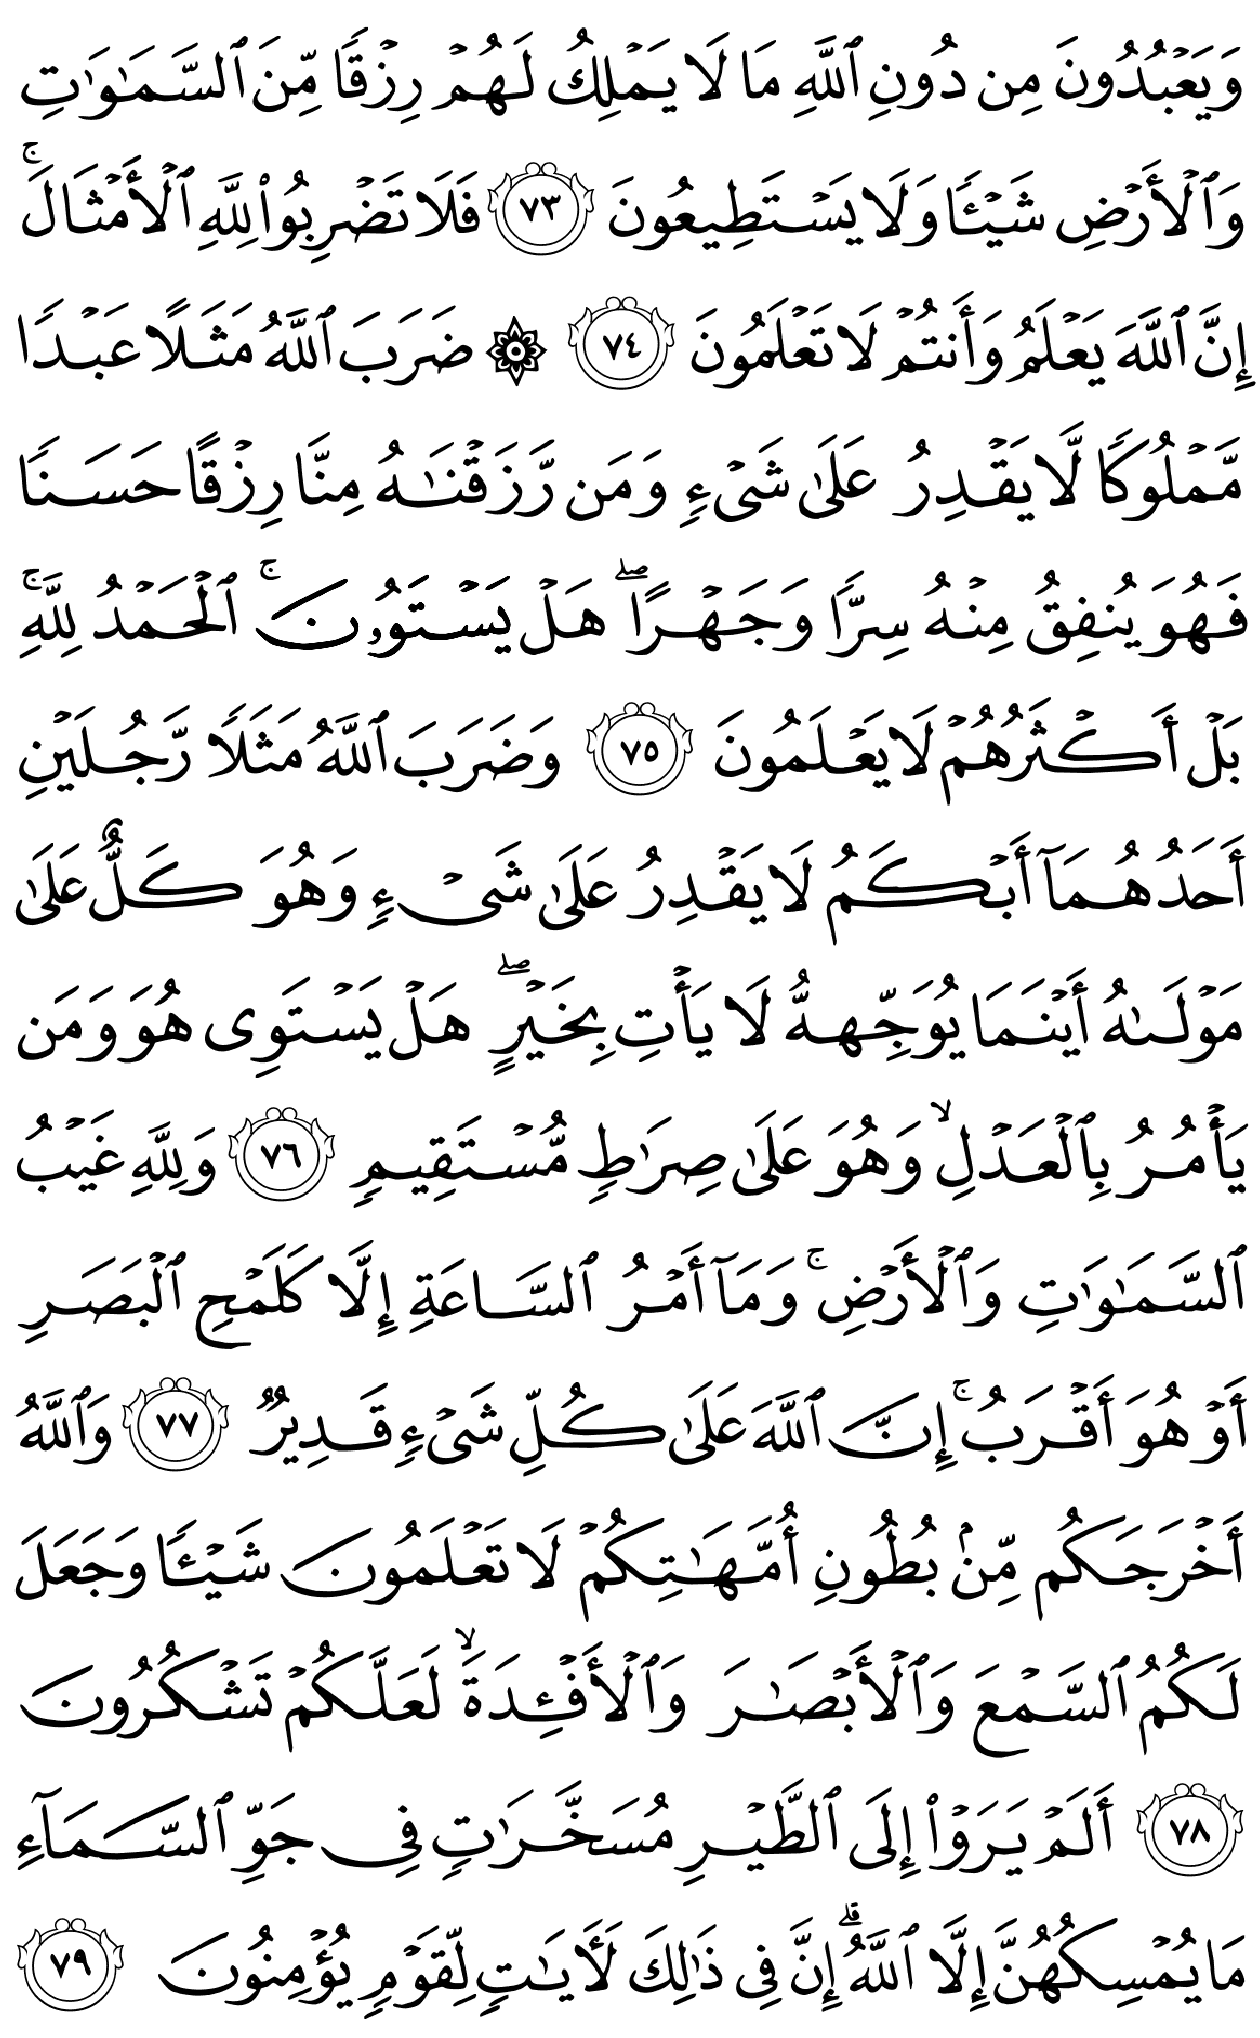 وَيَعۡبُدُونَ مِن دُونِ ٱللَّهِ مَا لَا يَمۡلِكُ لَهُمۡ رِزۡقٗا مِّنَ ٱلسَّمَٰوَٰتِ
وَٱلۡأَرۡضِ شَيۡـٔٗا وَلَا يَسۡتَطِيعُونَ ٧٣ فَلَا تَضۡرِبُواْ لِلَّهِ ٱلۡأَمۡثَالَۚ
إِنَّ ٱللَّهَ يَعۡلَمُ وَأَنتُمۡ لَا تَعۡلَمُونَ ٧٤ ۞ ضَرَبَ ٱللَّهُ مَثَلًا عَبۡدٗا
مَّمۡلُوكٗا لَّا يَقۡدِرُ عَلَىٰ شَيۡءٖ وَمَن رَّزَقۡنَٰهُ مِنَّا رِزۡقًا حَسَنٗا
فَهُوَ يُنفِقُ مِنۡهُ سِرّٗا وَجَهۡرًاۖ هَلۡ يَسۡتَوُۥنَۚ ٱلۡحَمۡدُ لِلَّهِۚ
بَلۡ أَكۡثَرُهُمۡ لَا يَعۡلَمُونَ ٧٥ وَضَرَبَ ٱللَّهُ مَثَلٗا رَّجُلَيۡنِ
أَحَدُهُمَآ أَبۡكَمُ لَا يَقۡدِرُ عَلَىٰ شَيۡءٖ وَهُوَ كَلٌّ عَلَىٰ
مَوۡلَىٰهُ أَيۡنَمَا يُوَجِّههُّ لَا يَأۡتِ بِخَيۡرٍ ۖ هَلۡ يَسۡتَوِي هُوَ وَمَن
يَأۡمُرُ بِٱلۡعَدۡلِ ۙ وَهُوَ عَلَىٰ صِرَٰطٖ مُّسۡتَقِيمٖ ٧٦ وَلِلَّهِ غَيۡبُ
ٱلسَّمَٰوَٰتِ وَٱلۡأَرۡضِۚ وَمَآ أَمۡرُ ٱلسَّاعَةِ إِلَّا كَلَمۡحِ ٱلۡبَصَرِ
أَوۡ هُوَ أَقۡرَبُۚ إِنَّ ٱللَّهَ عَلَىٰ كُلِّ شَيۡءٖ قَدِيرٞ ٧٧ وَٱللَّهُ
أَخۡرَجَكُم مِّنۢ بُطُونِ أُمَّهَٰتِكُمۡ لَا تَعۡلَمُونَ شَيۡـٔٗا وَجَعَلَ
لَكُمُ ٱلسَّمۡعَ وَٱلۡأَبۡصَٰرَ وَٱلۡأَفۡـِٔدَةَ ۙ لَعَلَّكُمۡ تَشۡكُرُونَ
٧٨ أَلَمۡ يَرَوۡاْ إِلَى ٱلطَّيۡرِ مُسَخَّرَٰتٖ فِي جَوِّ ٱلسَّمَآءِ
مَا يُمۡسِكُهُنَّ إِلَّا ٱللَّهُۚ إِنَّ فِي ذَٰلِكَ لَأٓيَٰتٖ لِّقَوۡمٖ يُؤۡمِنُونَ ٧٩